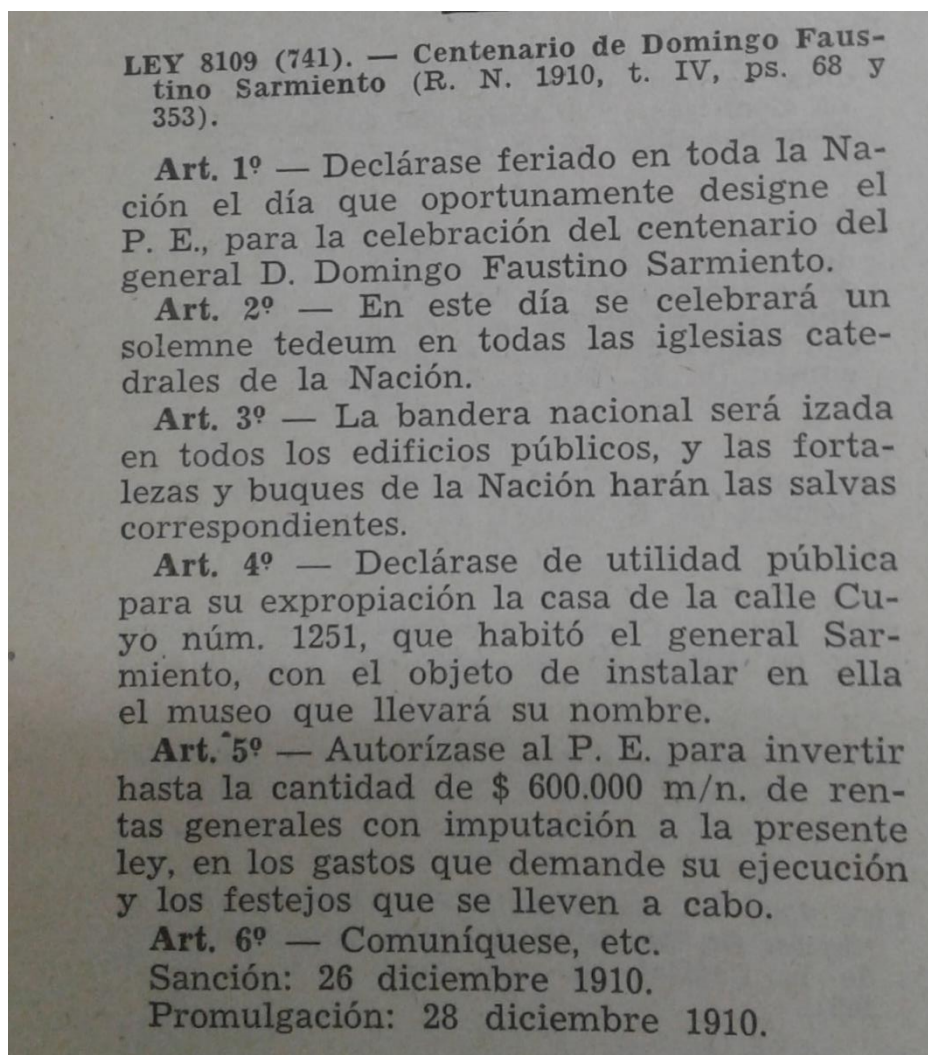 LEY 8109 (741). — Centenario de Domingo Faus-
tino Sarmiento (R. N. 1910, t. IV, ps. 68 y
353).
Art. 1º — Declárase feriado en toda la Na-
ción el día que oportunamente designe el
P. E., para la celebración del centenario del
general D. Domingo Faustino Sarmiento.
Art. 2º — En este día se celebrará un
solemne tedeum en todas las iglesias cate-
drales de la Nación.
Art. 3º — La bandera nacional será izada
en todos los edificios públicos, y las forta-
lezas y buques de la Nación harán las salvas
correspondientes.
Art. 4º — Declárase de utilidad pública
para su expropiación la casa de la calle Cu-
yo núm. 1251, que habitó el general Sar-
miento, con el objeto de instalar en ella
el museo que llevará su nombre.
Art. 5º — Autorízase al P. E. para invertir
hasta la cantidad de $ 600.000 m/n. de ren-
tas generales con imputación a la presente
ley, en los gastos que demande su ejecución
y los festejos que se lleven a cabo.
Art. 6º — Comuníquese, etc.
Sanción: 26 diciembre 1910.
Promulgación: 28 diciembre 1910.